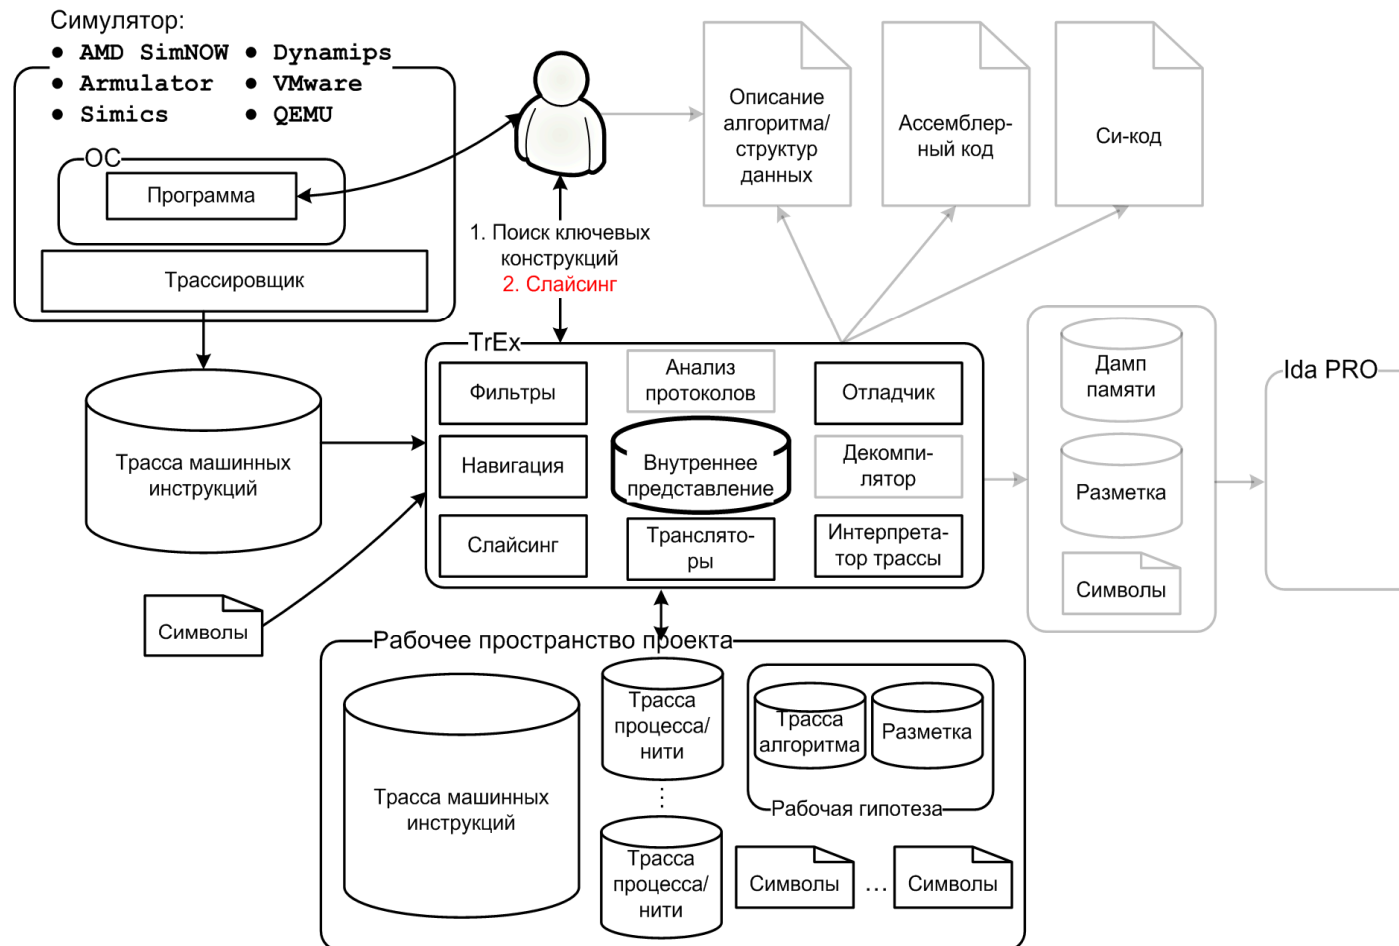 Симулятор:
● AMD SimNOW ● Dynamips
● Armulator ● VMware
● Simics ● QEMU
ОС
Программа
Трассировщик
Описание
алгоритма/
структур
данных
Ассемблер-
ный код
Си-код
1. Поиск ключевых
конструкций
2. Слайсинг
Трасса машинных
инструкций
Символы
TrEx
Фильтры
Анализ
протоколов
Отладчик
Навигация
Внутреннее
представление
Декомпи-
лятор
Слайсинг
Транслято-
ры
Интерпрета-
тор трассы
Дамп
памяти
Разметка
Символы
Ida PRO
Рабочее пространство проекта
Трасса машинных
инструкций
Трасса
процесса/
нити
⋮
Трасса
процесса/
нити
Трасса
алгоритма
Разметка
Рабочая гипотеза
Символы ... Символы